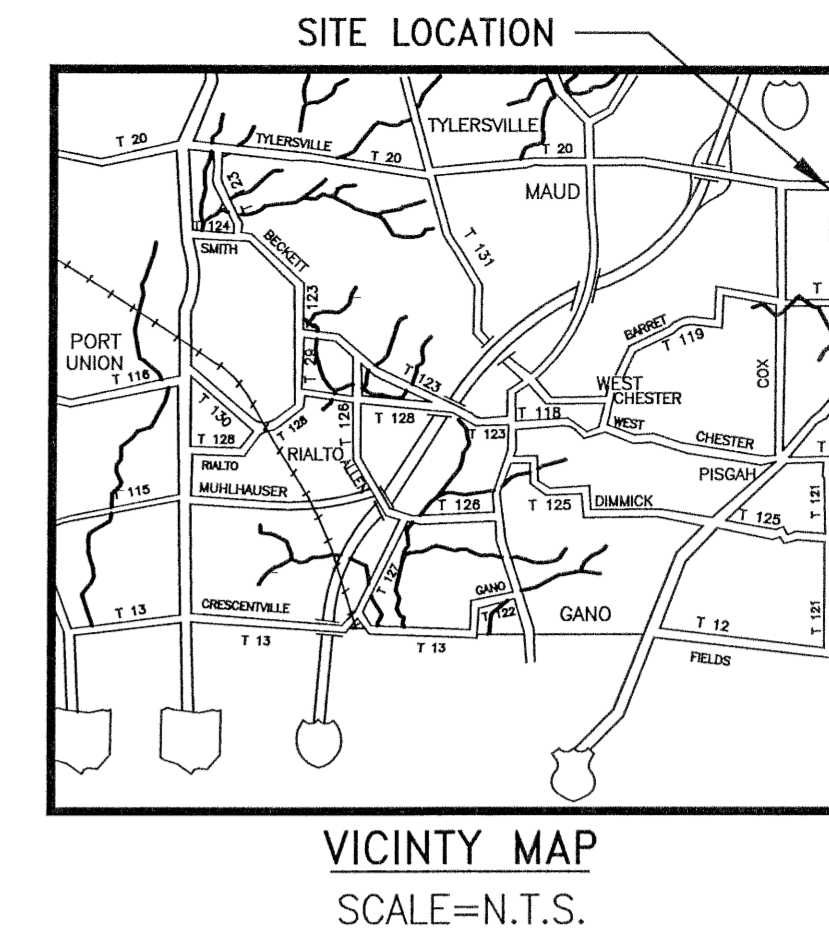 SITE LOCATION
T 20
TYLERSVILLE
T 20
TYLERSVILLE
T 20
MAUD
T 23
T 124
SMITH
BECKETT
T 131
T 123
T
BARRET
T 119
COX
PORT
UNION
T 116
T 29
T 123
WEST
CHESTER
T 130
T 128
T 126
T 128
T 118
T 123
WEST
CHESTER
T 128
RIALTO
RIALTO
ALLEN
PISGAH
T
115
MUHLHAUSER
T 126
T 125
DIMMICK
T 125
T 121
T 127
GANO
T 122
GANO
T 13
CRESCENTVILLE
T 13
T 13
T 12
FIELDS
T 121
VICINTY MAP
SCALE=N.T.S.